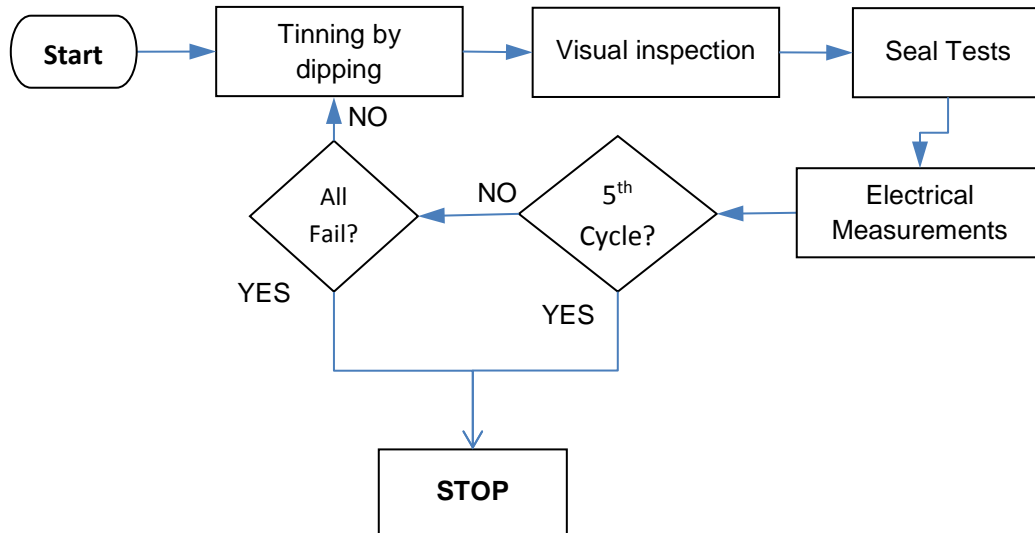 Start
Tinning by
dipping
Visual inspection
Seal Tests
NO
All
Fail?
NO
5th
Cycle?
Electrical
Measurements
YES
YES
STOP